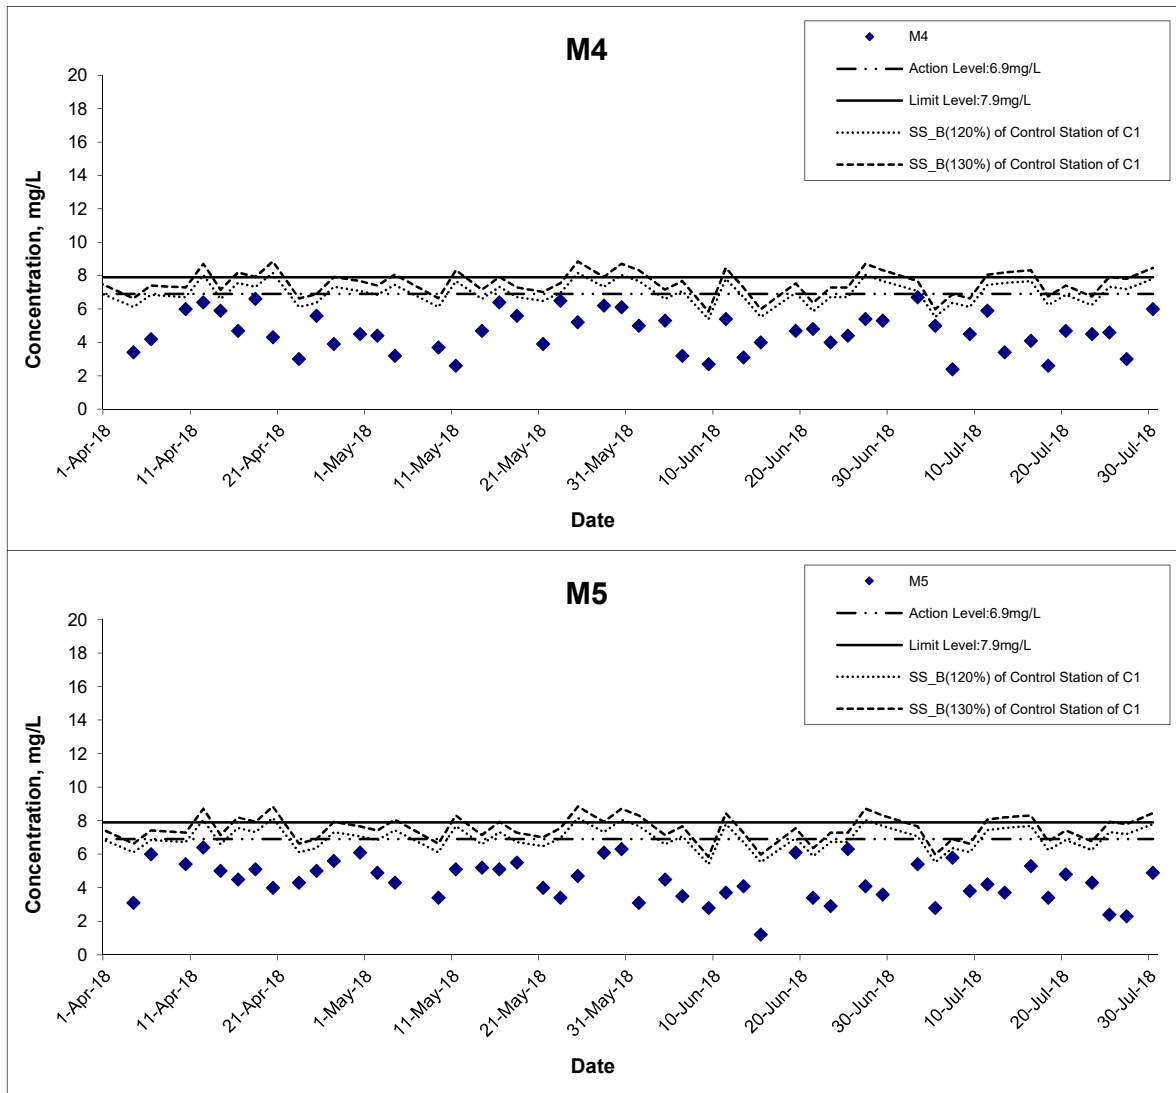 M4
M4
Action Level:6.9mg/L
Limit Level:7.9mg/L
SS_B(120%) of Control Station of C1
SS_B(130%) of Control Station of C1
Concentration, mg/L
20
18
16
14
12
10
8
6
4
2
0
1-Apr-18
11-Apr-18
21-Apr-18
1-May-18
11-May-18
21-May-18
31-May-18
10-Jun-18
20-Jun-18
30-Jun-18
10-Jul-18
20-Jul-18
30-Jul-18
Date
M5
M5
Action Level:6.9mg/L
Limit Level:7.9mg/L
SS_B(120%) of Control Station of C1
SS_B(130%) of Control Station of C1
Concentration, mg/L
20
18
16
14
12
10
8
6
4
2
0
1-Apr-18
11-Apr-18
21-Apr-18
1-May-18
11-May-18
21-May-18
31-May-18
10-Jun-18
20-Jun-18
30-Jun-18
10-Jul-18
20-Jul-18
30-Jul-18
Date